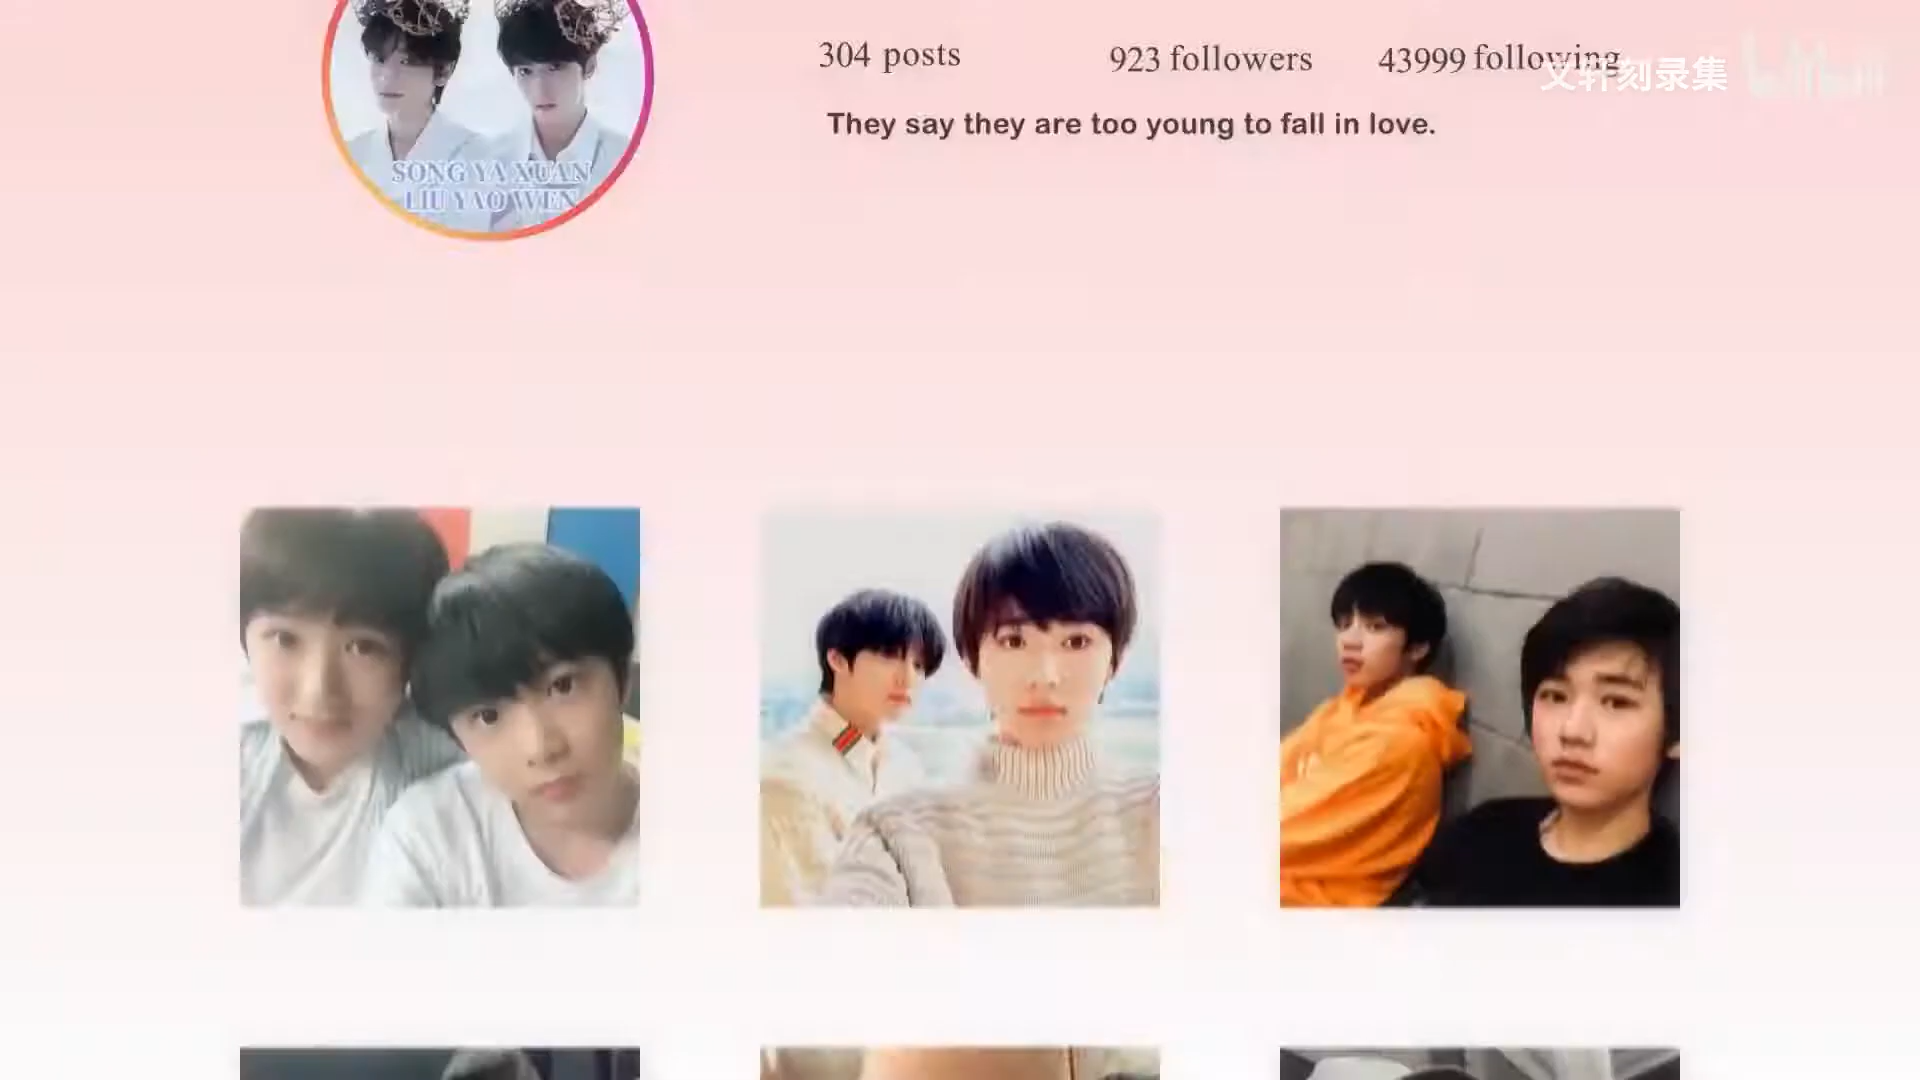 304 posts
923 followers
43999 following
文轩刻录集
bilibili
They say they are too young to fall in love.
SONG YA XUAN
LIU YAO WEN